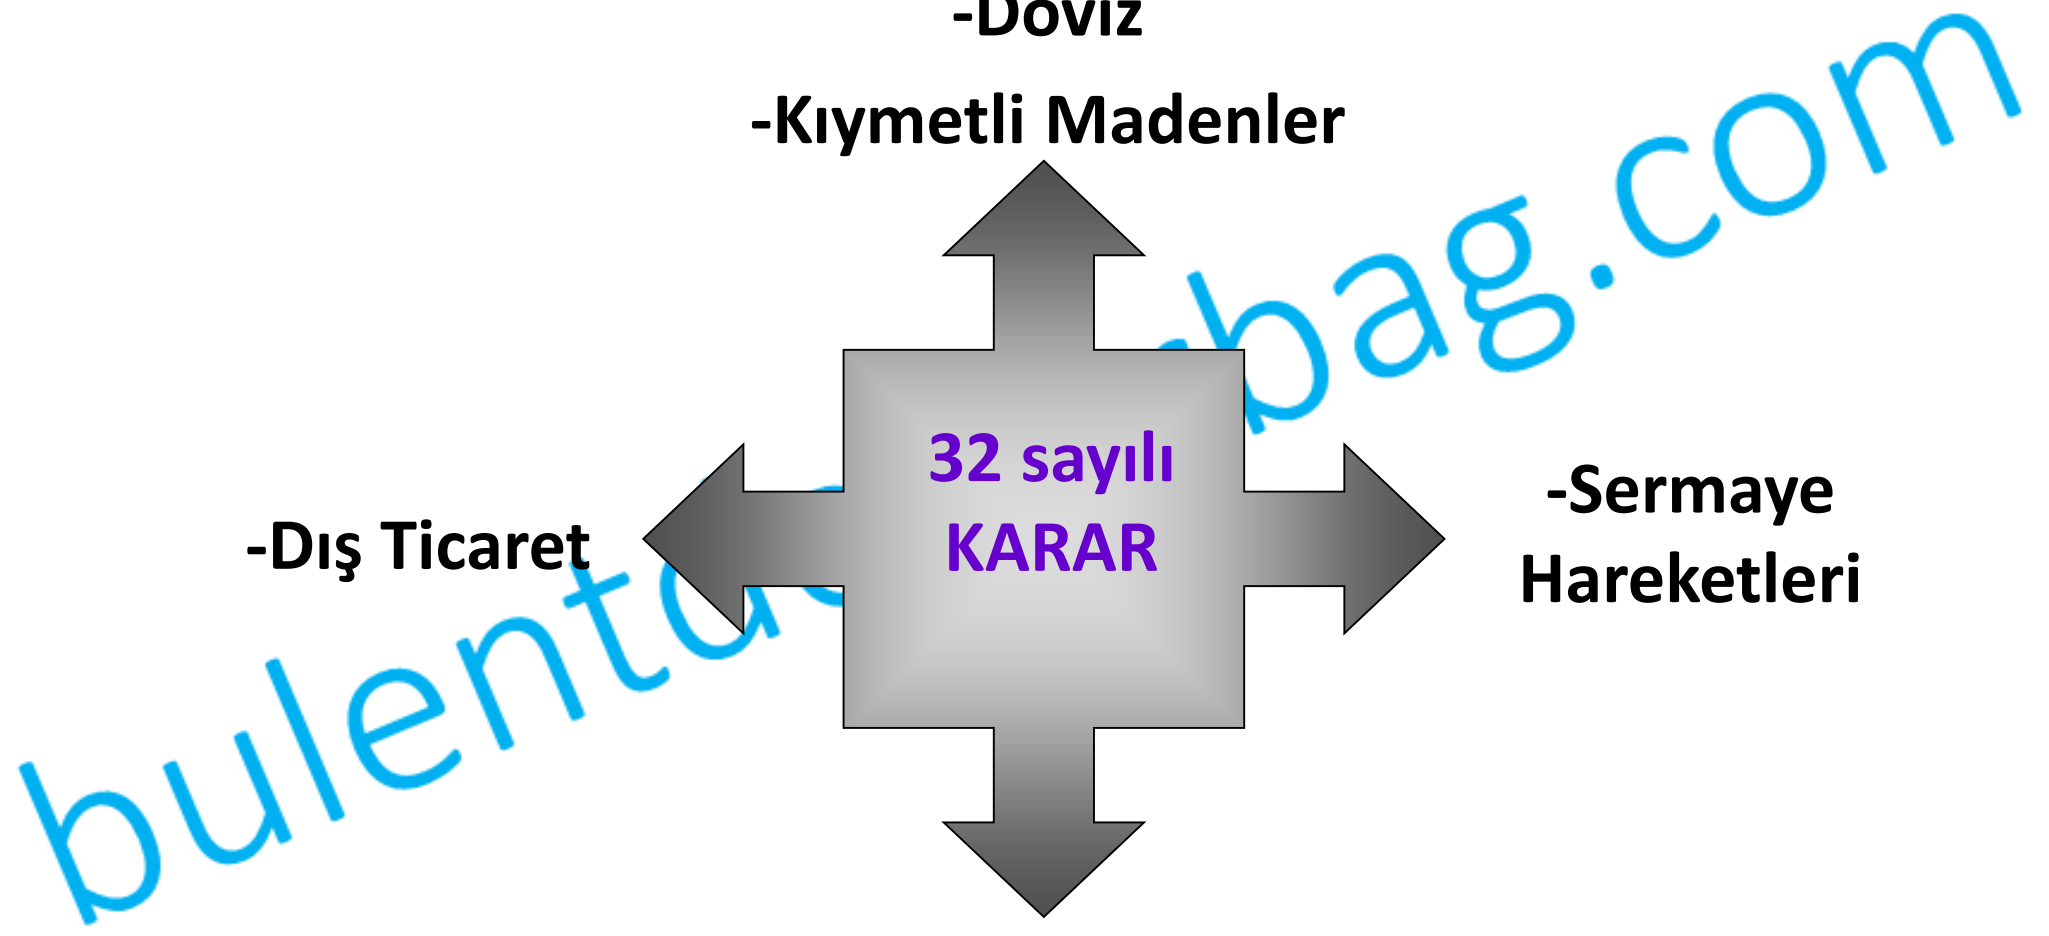 -Döviz
-Kıymetli Madenler
32 sayılı
KARAR
-Dış Ticaret
-Sermaye
Hareketleri